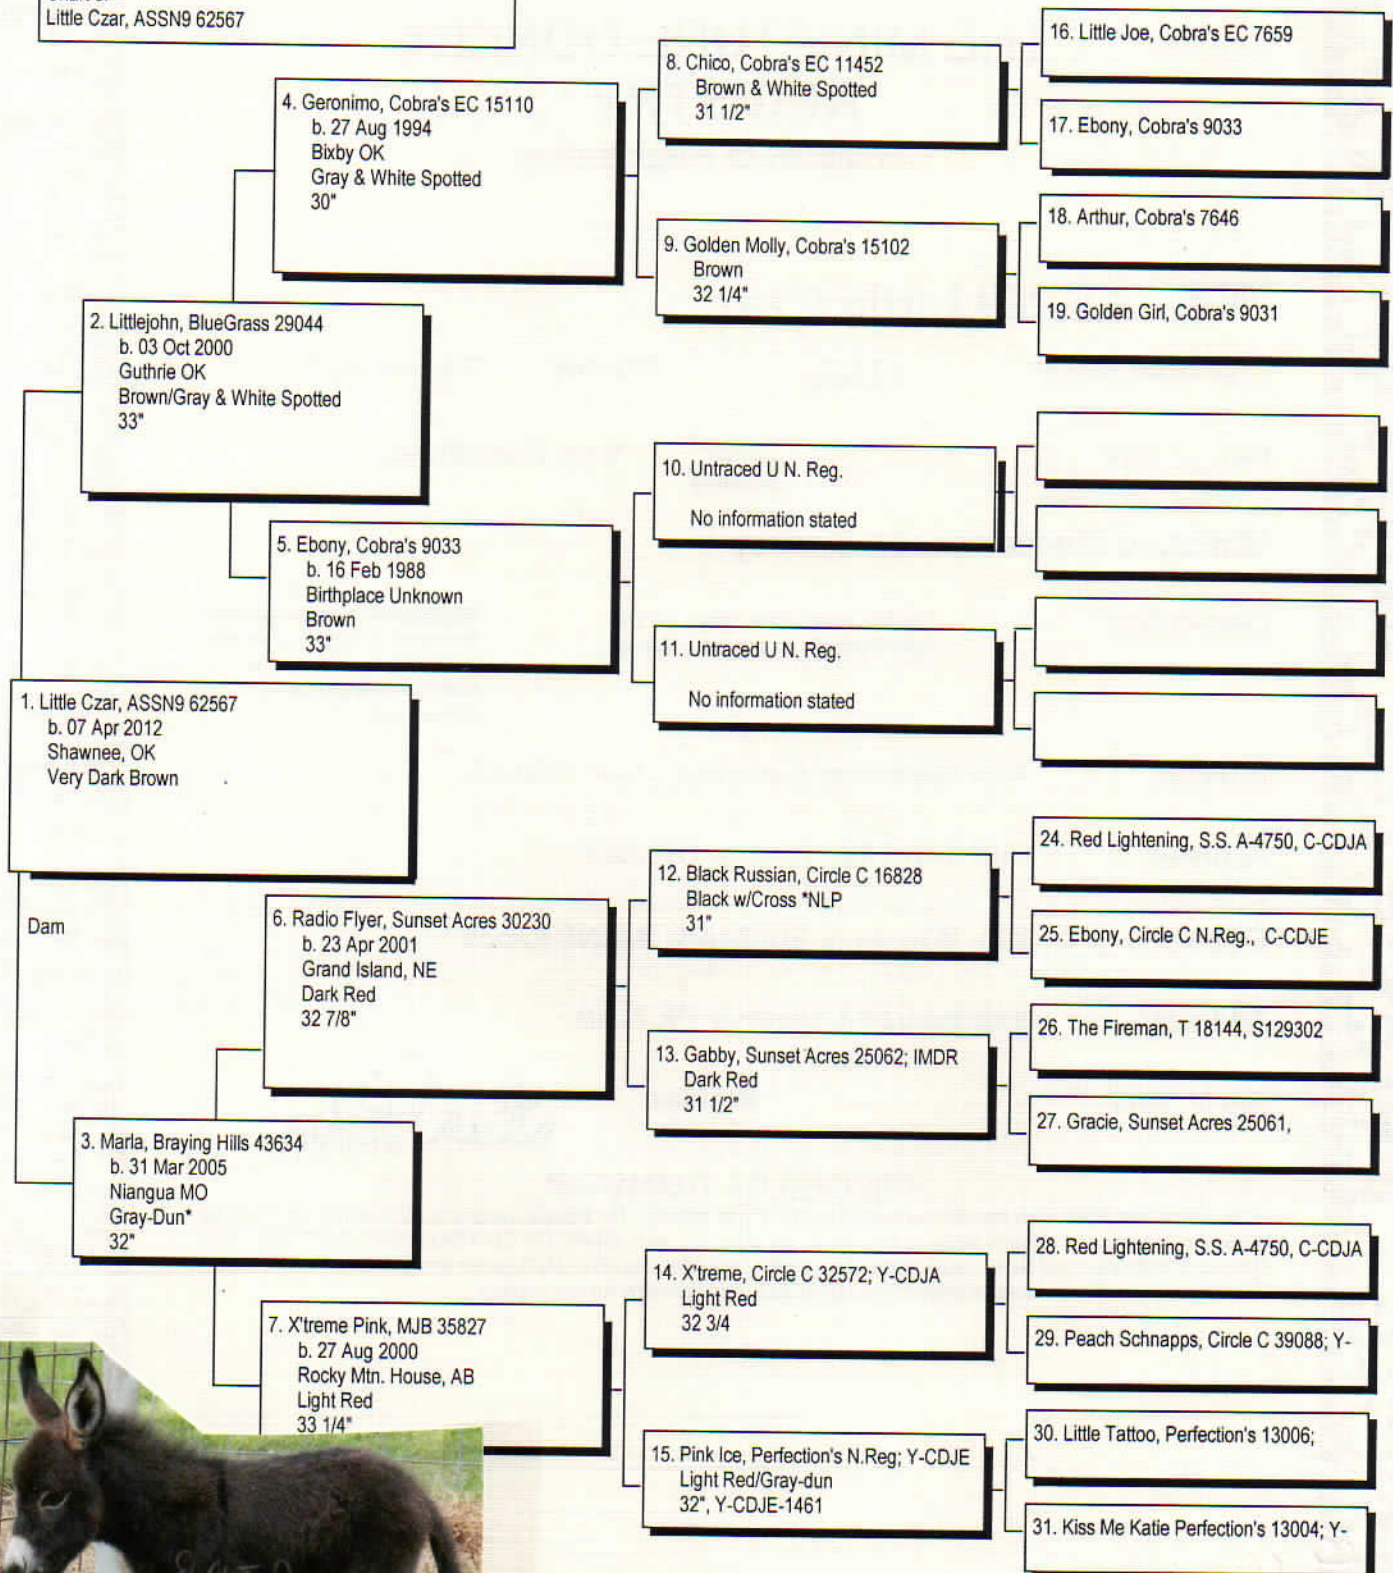 Little Czar, ASSN9 62567
16. Little Joe, Cobra's EC 7659
8. Chico, Cobra's EC 11452
Brown & White Spotted
31 1/2"
4. Geronimo, Cobra's EC 15110
b. 27 Aug 1994
Bixby OK
Gray & White Spotted
30"
17. Ebony, Cobra's 9033
18. Arthur, Cobra's 7646
9. Golden Molly, Cobra's 15102
Brown
32 1/4"
19. Golden Girl, Cobra's 9031
2. Littlejohn, BlueGrass 29044
b. 03 Oct 2000
Guthrie OK
Brown/Gray & White Spotted
33"
10. Untraced U N. Reg.
No information stated
5. Ebony, Cobra's 9033
b. 16 Feb 1988
Birthplace Unknown
Brown
33"
11. Untraced U N. Reg.
No information stated
1. Little Czar, ASSN9 62567
b. 07 Apr 2012
Shawnee, OK
Very Dark Brown
24. Red Lightening, S.S. A-4750, C-CDJA
12. Black Russian, Circle C 16828
Black w/Cross *NLP
31"
Dam
6. Radio Flyer, Sunset Acres 30230
b. 23 Apr 2001
Grand Island, NE
Dark Red
32 7/8"
25. Ebony, Circle C N.Reg., C-CDJE
26. The Fireman, T 18144, S129302
13. Gabby, Sunset Acres 25062; IMDR
Dark Red
31 1/2"
27. Gracie, Sunset Acres 25061,
3. Marla, Braying Hills 43634
b. 31 Mar 2005
Niangua MO
Gray-Dun*
32"
28. Red Lightening, S.S. A-4750, C-CDJA
14. X'treme, Circle C 32572; Y-CDJA
Light Red
32 3/4
7. X'treme Pink, MJB 35827
b. 27 Aug 2000
Rocky Mtn. House, AB
Light Red
33 1/4"
29. Peach Schnapps, Circle C 39088; Y-
30. Little Tattoo, Perfection's 13006;
15. Pink Ice, Perfection's N.Reg; Y-CDJE
Light Red/Gray-dun
32", Y-CDJE-1461
31. Kiss Me Katie Perfection's 13004; Y-